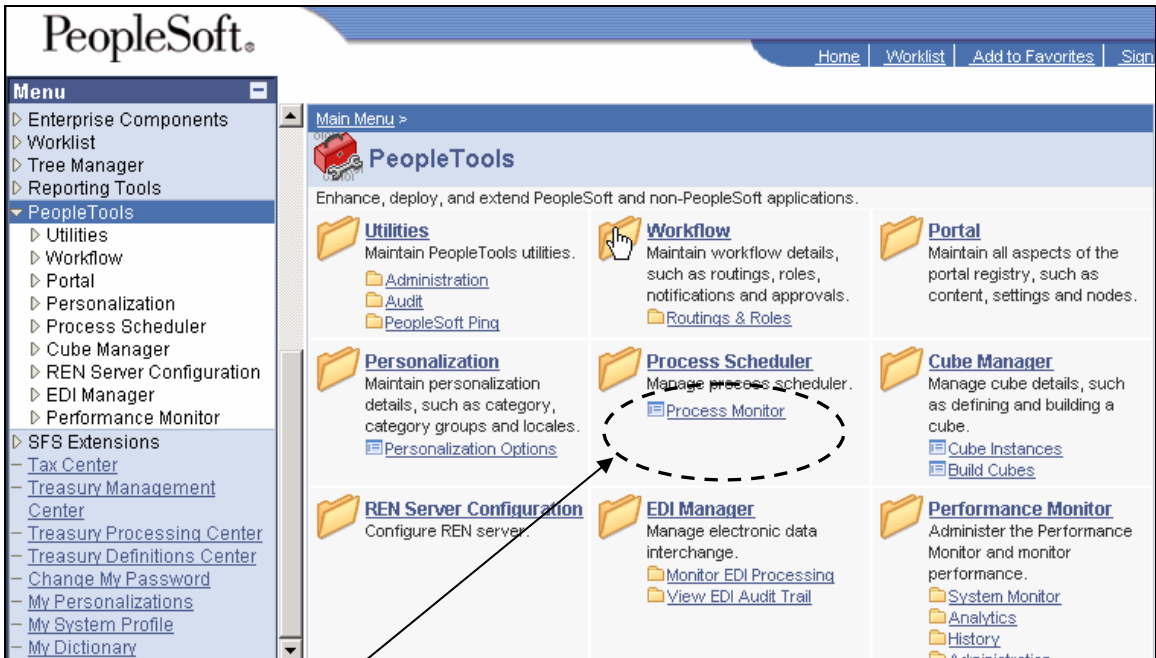 PeopleSoft®
Home | Worklist | Add to Favorites | Sign
Menu
Enterprise Components
Worklist
Tree Manager
Reporting Tools
PeopleTools
Utilities
Workflow
Portal
Personalization
Process Scheduler
Cube Manager
REN Server Configuration
EDI Manager
Performance Monitor
SFS Extensions
Tax Center
Treasury Management
Center
Treasury Processing Center
Treasury Definitions Center
Change My Password
My Personalizations
My System Profile
My Dictionary
Main Menu >
PeopleTools
Enhance, deploy, and extend PeopleSoft and non-PeopleSoft applications.
Utilities
Maintain PeopleTools utilities.
Administration
Audit
PeopleSoft Ping
Workflow
Maintain workflow details,
such as routings, roles,
notifications and approvals.
Routings & Roles
Portal
Maintain all aspects of the
portal registry, such as
content, settings and nodes.
Personalization
Maintain personalization
details, such as category,
category groups and locales.
Personalization Options
Process Scheduler
Manage process scheduler.
Process Monitor
Cube Manager
Manage cube details, such
as defining and building a
cube.
Cube Instances
Build Cubes
REN Server Configuration
Configure REN server.
EDI Manager
Manage electronic data
interchange.
Monitor EDI Processing
View EDI Audit Trail
Performance Monitor
Administer the Performance
Monitor and monitor
performance.
System Monitor
Analytics
History
Administration